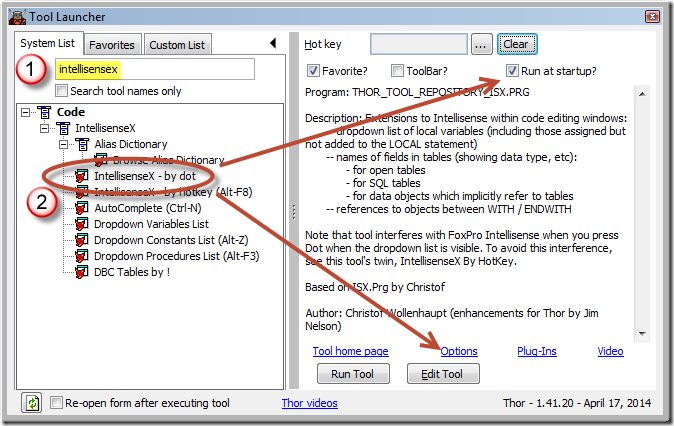 Tool Launcher
System List Favorites Custom List
1
intellisensex
Search tool names only
Code
IntellisenseX
Alias Dictionary
Browse Alias Dictionary
2
IntellisenseX - by dot
IntellisenseX - by hotkey (Alt-F8)
AutoComplete (Ctrl-N)
Dropdown Variables List
Dropdown Constants List (Alt-Z)
Dropdown Procedures List (Alt-F3)
DBC Tables by !
Hot key ... Clear
Favorite? ToolBar? Run at startup?
Program: THOR_TOOL_REPOSITORY_ISX.PRG
Description: Extensions to Intellisense within code editing windows:
dropdown list of local variables (including those assigned but
not added to the LOCAL statement)
-- names of fields in tables (showing data type, etc):
- for open tables
- for SQL tables
- for data objects which implicitly refer to tables
-- references to objects between WITH / ENDWITH
Note that tool interferes with FoxPro Intellisense when you press
Dot when the dropdown list is visible. To avoid this interference,
see this tool's twin, IntellisenseX By HotKey.
Based on ISX.Prg by Christof
Author: Christof Wollenhaupt (enhancements for Thor by Jim
Nelson)
Tool home page Options Plug-Ins Video
Run Tool Edit Tool
Re-open form after executing tool Thor videos Thor - 1.41.20 - April 17, 2014